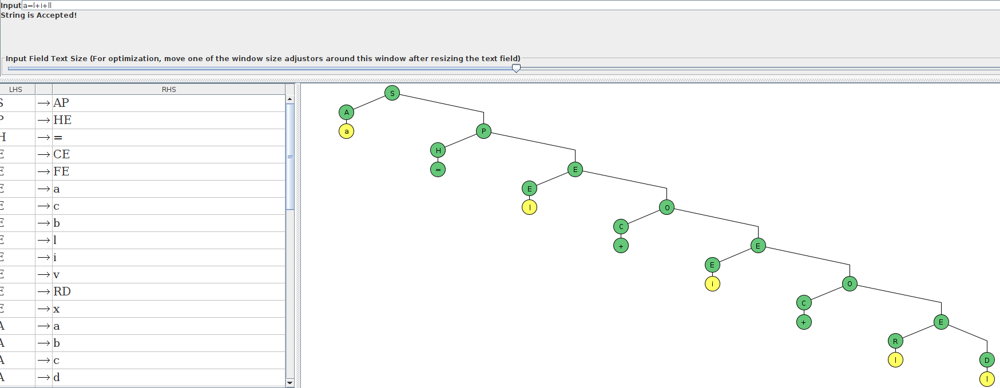 Input a=l+i+ll
String is Accepted!
Input Field Text Size (For optimization, move one of the window size adjustors around this window after resizing the text field)
LHS RHS
S → AP
P → HE
H → =
E → CE
E → FE
E → a
E → c
E → b
E → l
E → i
E → v
E → RD
E → x
A → a
A → b
A → c
A → d
S
A
a
P
H
=
E
E
l
O
C
+
E
E
i
O
C
+
E
R
l
D
l